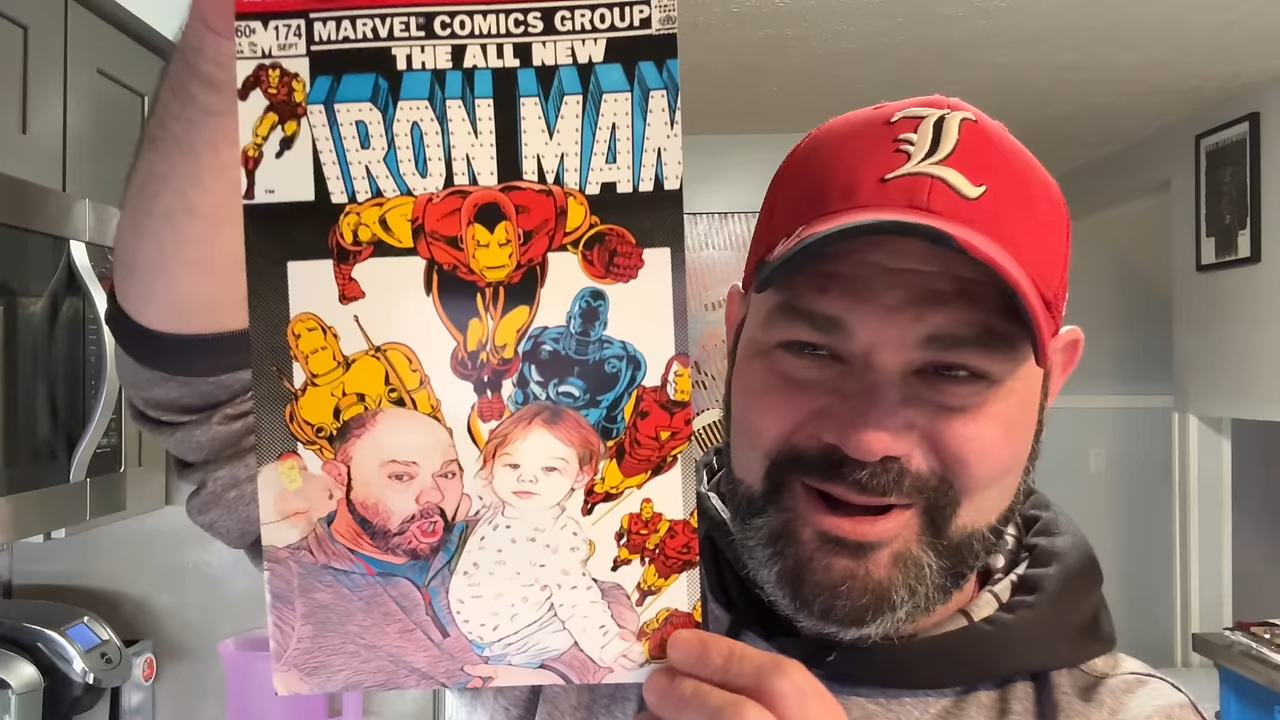 60¢ 174
SEPT
MARVEL® COMICS GROUP
THE ALL NEW
IRON MAN
TM
L